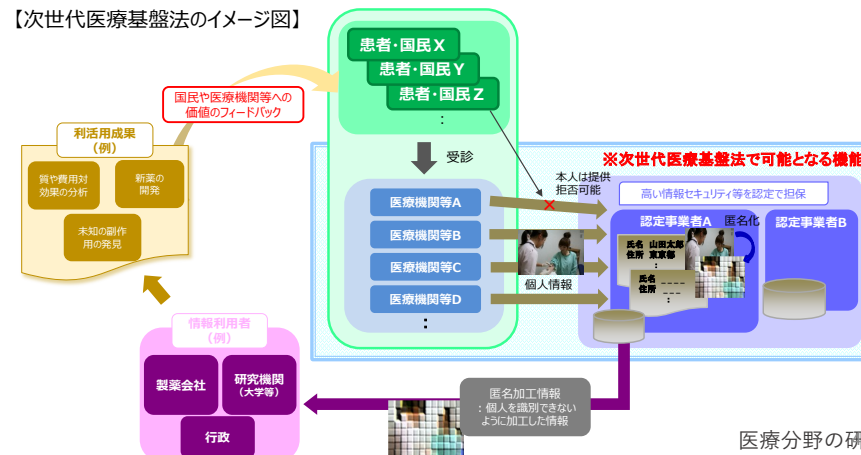 【次世代医療基盤法のイメージ図】
患者・国民X
患者・国民Y
患者・国民Z
:
国民や医療機関等への
価値のフィードバック
利活用成果
(例)
質や費用対
効果の分析
新薬の
開発
未知の副作
用の発見
受診
※次世代医療基盤法で可能となる機能
本人は提供
拒否可能
高い情報セキュリティ等を認定で担保
医療機関等A
医療機関等B
医療機関等C
医療機関等D
:
個人情報
認定事業者A
匿名化
認定事業者B
氏名 山田太郎
住所 東京都
:
氏名 ____
住所 ____
:
情報利用者
(例)
製薬会社
研究機関
(大学等)
行政
匿名加工情報
:個人を識別できない
ように加工した情報
医療分野の研